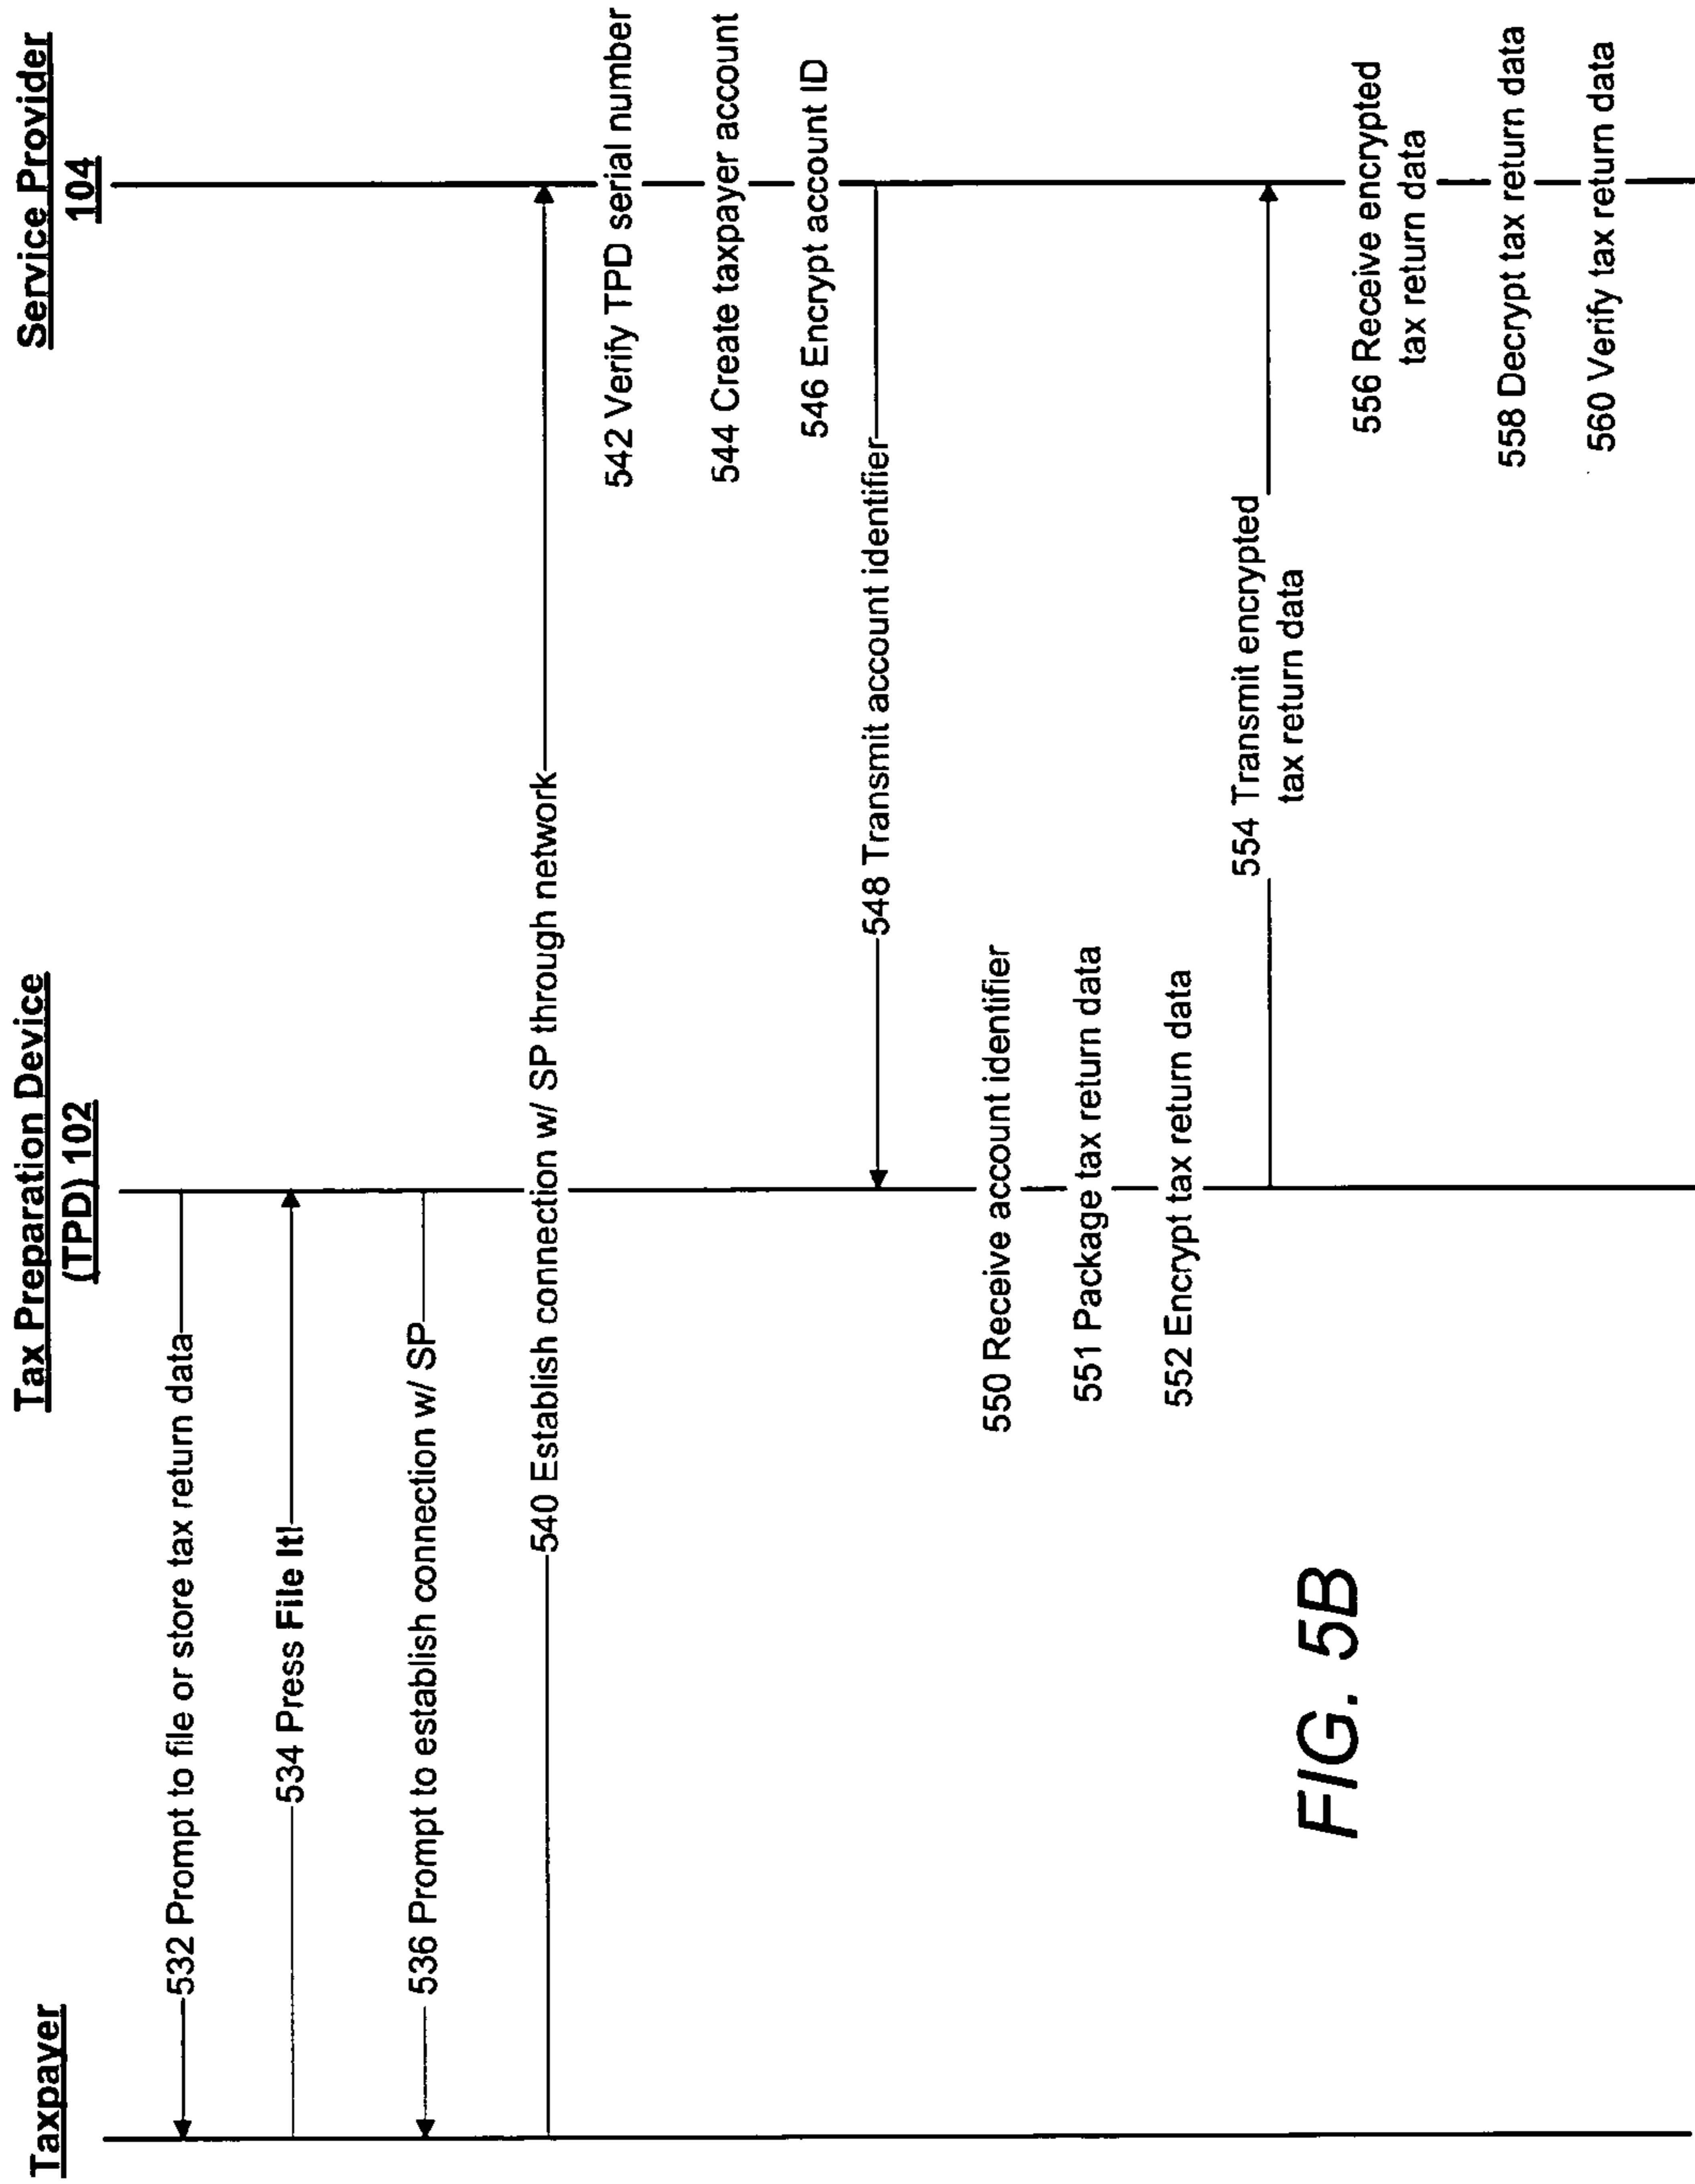 Taxpayer
Tax Preparation Device
(TPD) 102
Service Provider
104
532 Prompt to file or store tax return data
534 Press File It!
536 Prompt to establish connection w/ SP
540 Establish connection w/ SP through network
542 Verify TPD serial number
544 Create taxpayer account
546 Encrypt account ID
548 Transmit account identifier
550 Receive account identifier
551 Package tax return data
552 Encrypt tax return data
554 Transmit encrypted
tax return data
556 Receive encrypted
tax return data
558 Decrypt tax return data
560 Verify tax return data
FIG. 5B